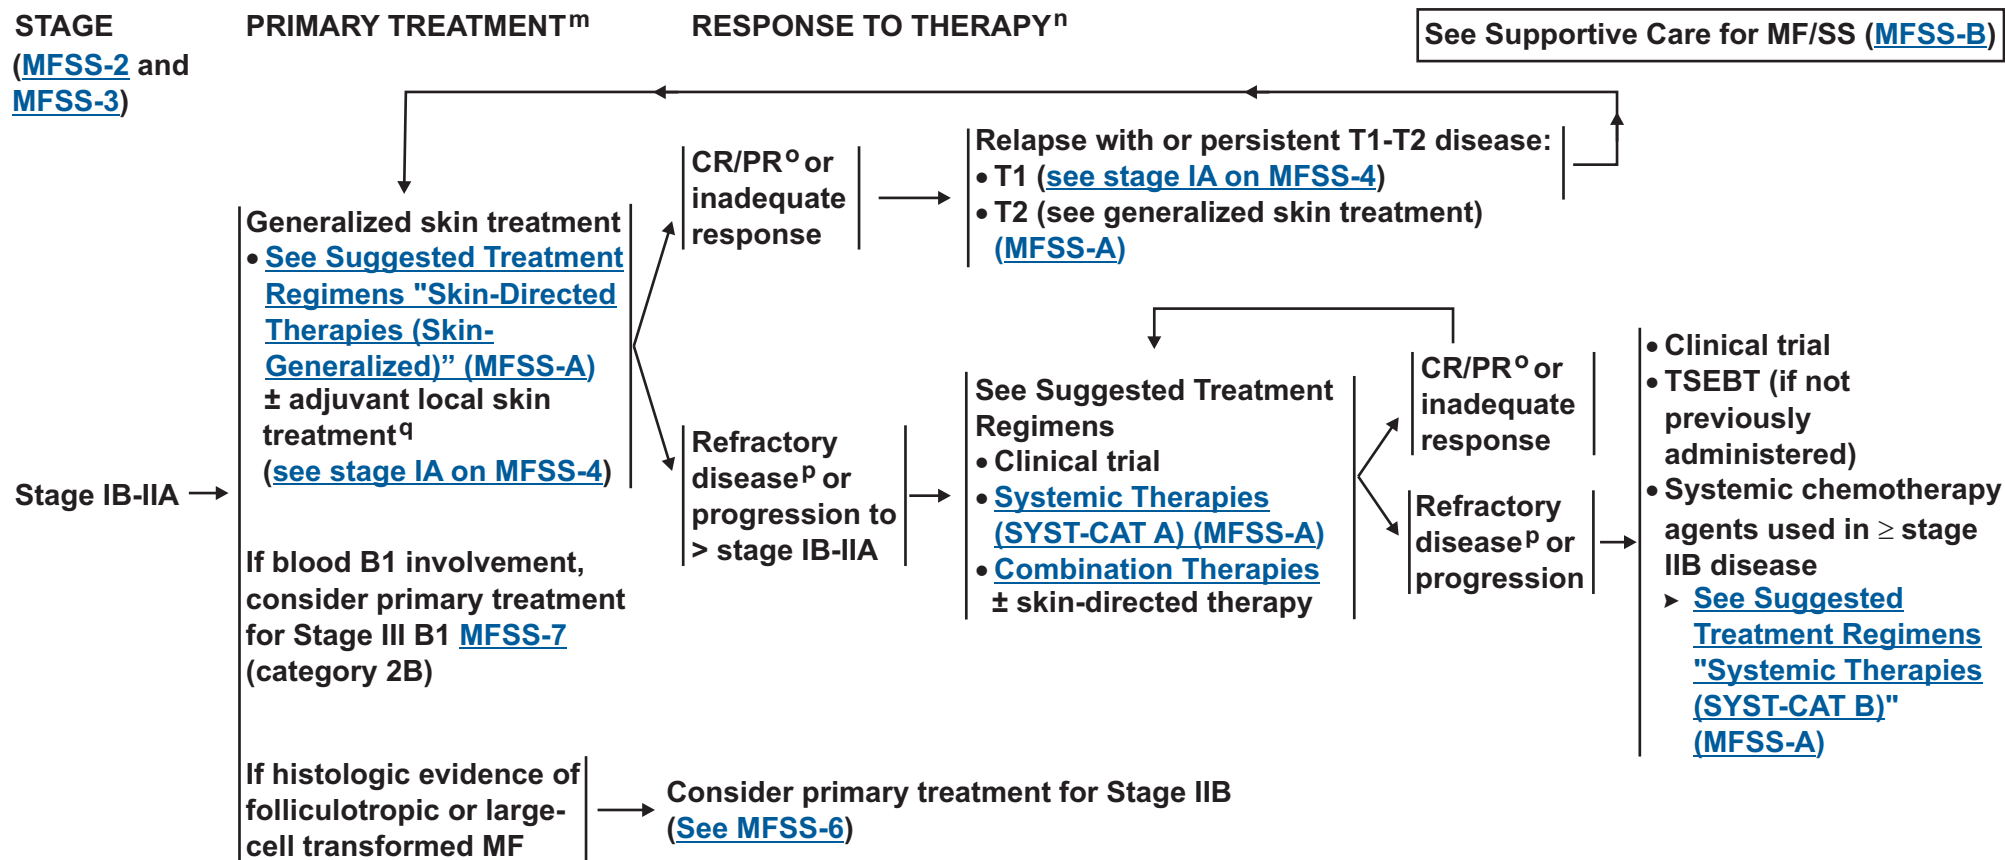 STAGE
(MFSS-2 and
MFSS-3)
PRIMARY TREATMENTᵐ
RESPONSE TO THERAPYⁿ
See Supportive Care for MF/SS (MFSS-B)
Stage IB-IIA
Generalized skin treatment
• See Suggested Treatment
Regimens "Skin-Directed
Therapies (Skin-
Generalized)” (MFSS-A)
± adjuvant local skin
treatment q
(see stage IA on MFSS-4)
If blood B1 involvement,
consider primary treatment
for Stage III B1 MFSS-7
(category 2B)
If histologic evidence of
folliculotropic or large-
cell transformed MF
CR/PRᵒ or
inadequate
response
Relapse with or persistent T1-T2 disease:
• T1 (see stage IA on MFSS-4)
• T2 (see generalized skin treatment)
(MFSS-A)
Refractory
diseaseᵖ or
progression to
> stage IB-IIA
See Suggested Treatment
Regimens
• Clinical trial
• Systemic Therapies
(SYST-CAT A) (MFSS-A)
• Combination Therapies
± skin-directed therapy
CR/PRᵒ or
inadequate
response
Refractory
diseaseᵖ or
progression
• Clinical trial
• TSEBT (if not
previously
administered)
• Systemic chemotherapy
agents used in ≥ stage
IIB disease
➤ See Suggested
Treatment Regimens
"Systemic Therapies
(SYST-CAT B)"
(MFSS-A)
Consider primary treatment for Stage IIB
(See MFSS-6)